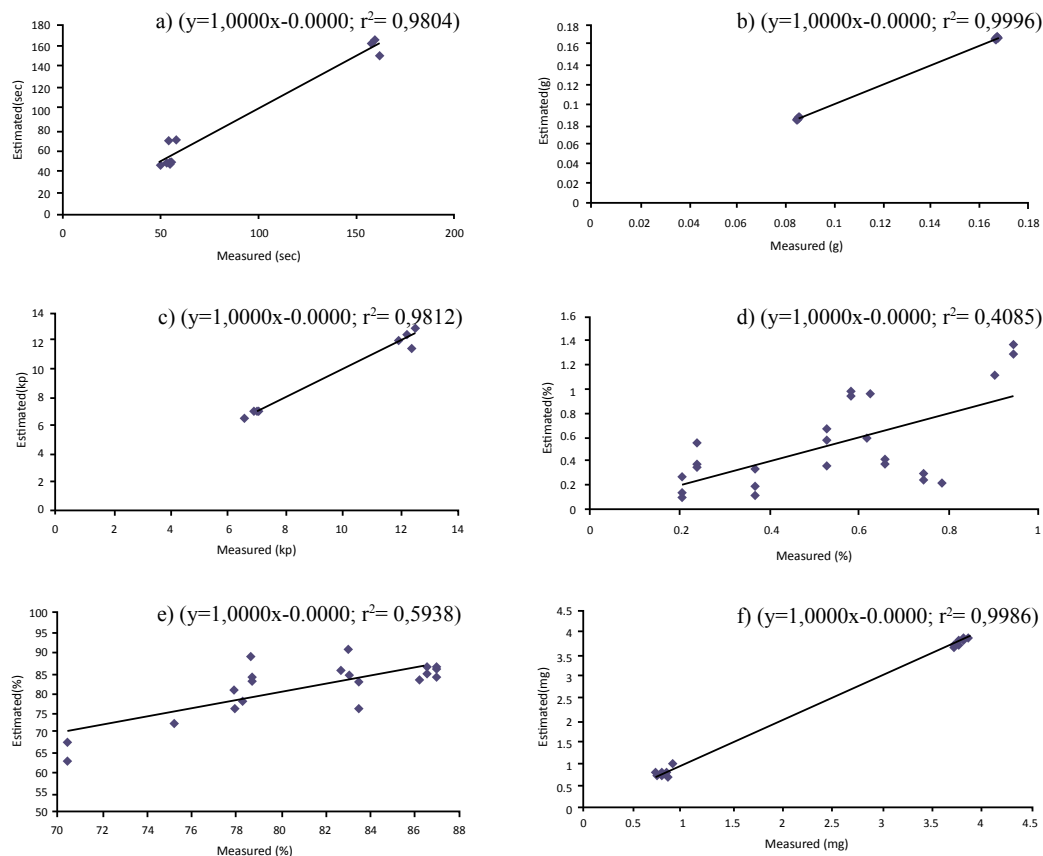 a) (y=1,0000x-0.0000; r²= 0,9804)
180
160
140
120
100
80
60
40
20
0
Estimated(sec)
0 50 100 150 200
Measured (sec)
b) (y=1,0000x-0.0000; r²= 0,9996)
0.18
0.16
0.14
0.12
0.1
0.18
0.04
0.02
0
Estimated(g)
0 0.02 0.04 0.06 0.08 0.1 0.12 0.14 0.16 0.18
Measured (g)
c) (y=1,0000x-0.0000; r²= 0,9812)
14
12
10
8
6
4
2
0
Estimated(kp)
0 2 4 6 8 10 12 14
Measured (kp)
d) (y=1,0000x-0.0000; r²= 0,4085)
1.6
1.4
1.2
1
0.8
0.6
0.4
0.2
0
Estimated(%)
0 0.2 0.4 0.6 0.8 1
Measured (%)
e) (y=1,0000x-0.0000; r²= 0,5938)
100
95
90
85
80
75
70
65
60
55
50
Estimated(%)
70 72 74 76 78 80 82 84 86 88
Measured (%)
f) (y=1,0000x-0.0000; r²= 0,9986)
4.5
4
3.5
3
2.5
2
1.5
1
0
Estimated(mg)
0 0.5 1 1.5 2 2.5 3 3.5 4 4.5
Measured (mg)